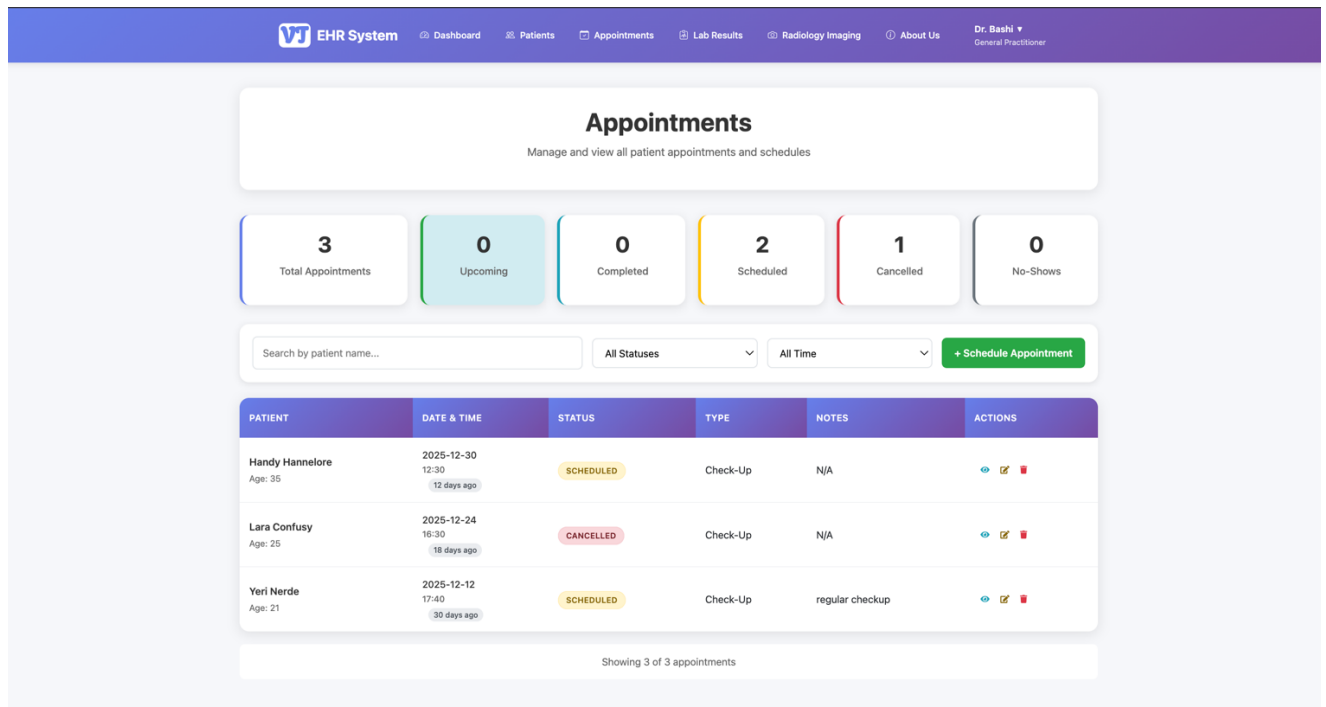 VT EHR System Dashboard Patients Appointments Lab Results Radiology Imaging About Us Dr. Bashi ▼
General Practitioner
Appointments
Manage and view all patient appointments and schedules
3 0 0 2 1 0
Total Appointments Upcoming Completed Scheduled Cancelled No-Shows
Search by patient name... All Statuses All Time + Schedule Appointment
PATIENT DATE & TIME STATUS TYPE NOTES ACTIONS
Handy Hannelore
Age: 35
2025-12-30
12:30
12 days ago
SCHEDULED
Check-Up
N/A
Lara Confusy
Age: 25
2025-12-24
16:30
18 days ago
CANCELLED
Check-Up
N/A
Yeri Nerde
Age: 21
2025-12-12
17:40
30 days ago
SCHEDULED
Check-Up
regular checkup
Showing 3 of 3 appointments